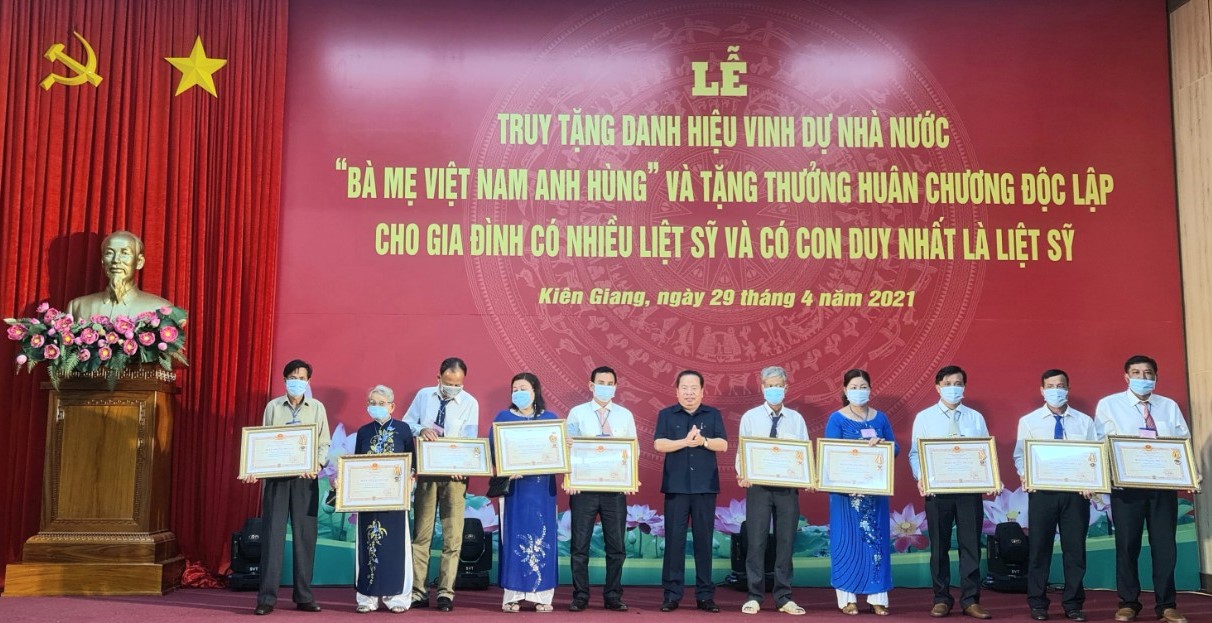 LỄ
TRUY TẶNG DANH HIỆU VINH DỰ NHÀ NƯỚC
“BÀ MẸ VIỆT NAM ANH HÙNG” VÀ TẶNG THƯỞNG HUÂN CHƯƠNG ĐỘC LẬP
CHO GIA ĐÌNH CÓ NHIỀU LIỆT SỸ VÀ CÓ CON DUY NHẤT LÀ LIỆT SỸ
Kiên Giang, ngày 29 tháng 4 năm 2021